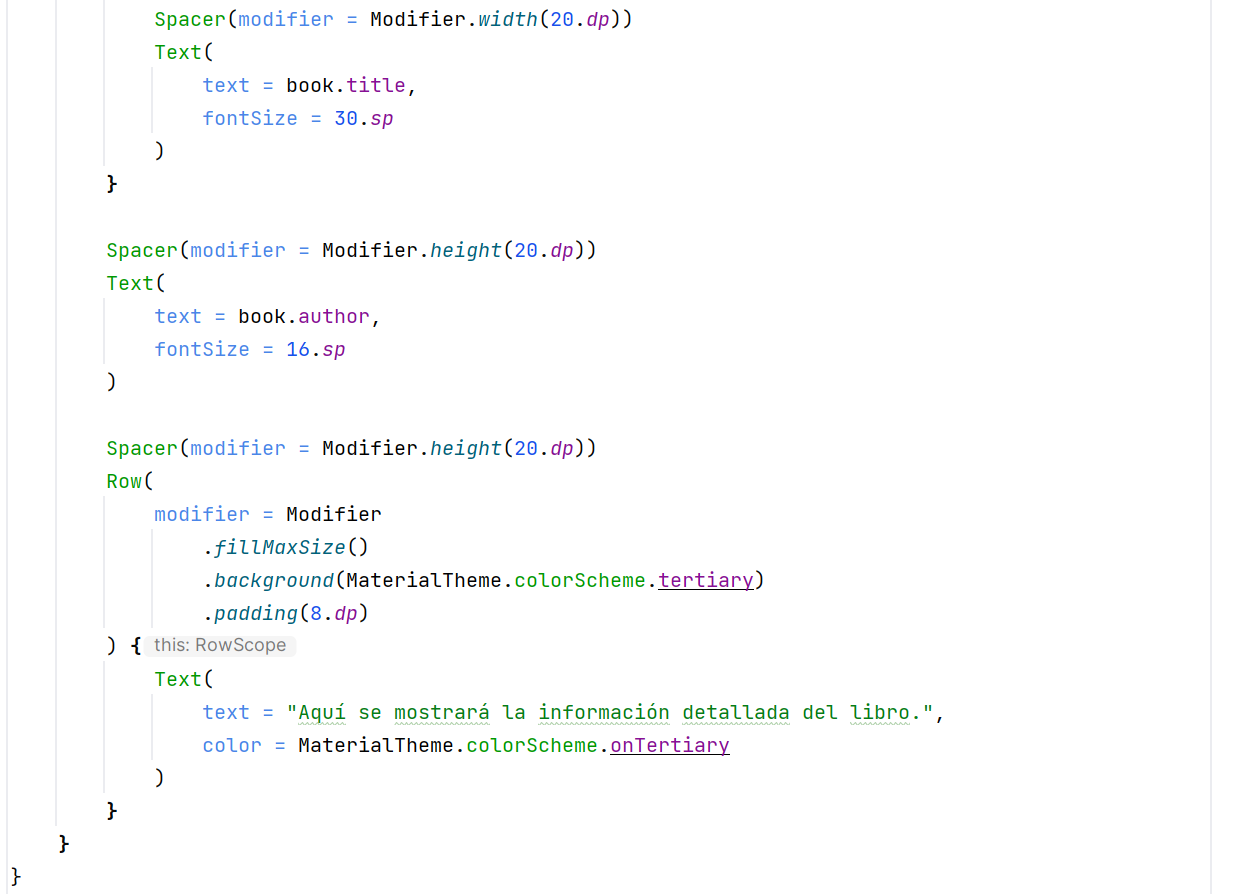 Spacer(modifier = Modifier.width(20.dp))
Text(
text = book.title,
fontSize = 30.sp
)
}
Spacer(modifier = Modifier.height(20.dp))
Text(
text = book.author,
fontSize = 16.sp
)
Spacer(modifier = Modifier.height(20.dp))
Row(
modifier = Modifier
.fillMaxSize()
.background(MaterialTheme.colorScheme.tertiary)
.padding(8.dp)
) { this: RowScope
Text(
text = "Aquí se mostrará la información detallada del libro.",
color = MaterialTheme.colorScheme.onTertiary
)
}
}
}